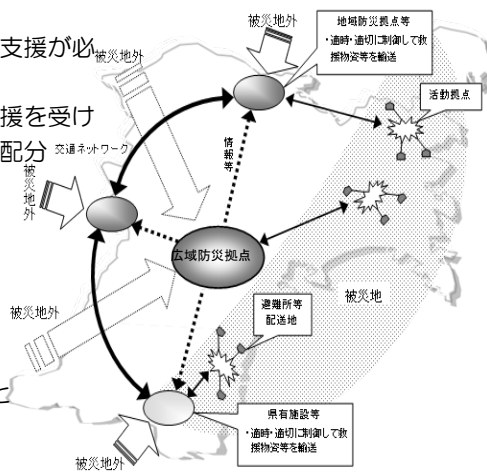 支援が必
援を受け
配分
被災地外
被災地外
地域防災拠点等
・適時・適切に制御して救
援物資等を輸送
活動拠点
交通ネットワーク
情報等
被災地外
広域防災拠点
被災地
被災地外
避難所等
配送地
県有施設等
・適時・適切に制御して救
援物資等を輸送
被災地外